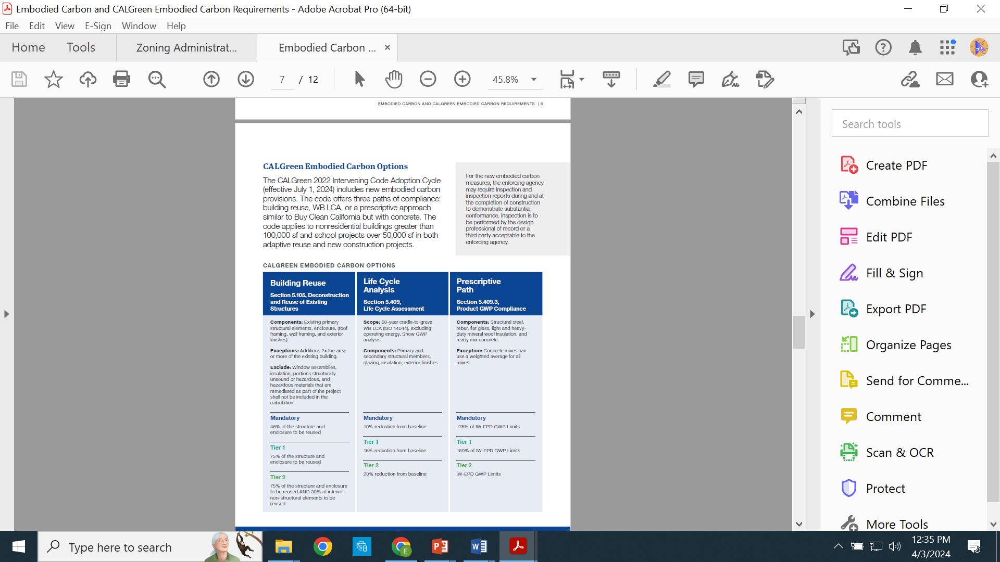 Embodied Carbon and CALGreen Embodied Carbon Requirements - Adobe Acrobat Pro (64-bit)
File Edit View E-Sign Window Help
Home Tools Zoning Administrat... Embodied Carbon ... ×
7 / 12 45.8%
EMBODIED CARBON AND CALGREEN EMBODIED CARBON REQUIREMENTS | 6
CALGreen Embodied Carbon Options
The CALGreen 2022 Intervening Code Adoption Cycle
(effective July 1, 2024) includes new embodied carbon
provisions. The code offers three paths of compliance:
building reuse, WB LCA, or a prescriptive approach
similar to Buy Clean California but with concrete. The
code applies to nonresidential buildings greater than
100,000 sf and school projects over 50,000 sf in both
adaptive reuse and new construction projects.
For the new embodied carbon
measures, the enforcing agency
may require inspection and
inspection reports during and at
the completion of construction
to demonstrate substantial
conformance. Inspection is to
be performed by the design
professional of record or a
third party acceptable to the
enforcing agency.
CALGREEN EMBODIED CARBON OPTIONS
Building Reuse
Section 5.105, Deconstruction
and Reuse of Existing
Structures
Components: Existing primary
structural elements, enclosure, (roof
framing, wall framing, and exterior
finishes).
Exceptions: Additions 2x the area
or more of the existing building.
Exclude: Window assemblies,
insulation, portions structurally
unsound or hazardous, and
hazardous materials that are
remediated as part of the project
shall not be included in the
calculation.
Mandatory
45% of the structure and
enclosure to be reused
Tier 1
75% of the structure and
enclosure to be reused
Tier 2
75% of the structure and enclosure
to be reused AND 30% of interior
non-structural elements to be
reused
Life Cycle
Analysis
Section 5.409,
Life Cycle Assessment
Scope: 60-year cradle-to-grave
WB LCA (ISO 14044), excluding
operating energy. Show GWP
analysis.
Components: Primary and
secondary structural members,
glazing, insulation, exterior finishes.
Mandatory
10% reduction from baseline
Tier 1
15% reduction from baseline
Tier 2
20% reduction from baseline
Prescriptive
Path
Section 5.409.3,
Product GWP Compliance
Components: Structural steel,
rebar, flat glass, light and heavy-
duty mineral wool insulation, and
ready mix concrete.
Exception: Concrete mixes can
use a weighted average for all
mixes.
Mandatory
175% of IW-EPD GWP Limits
Tier 1
150% of IW-EPD GWP Limits
Tier 2
IW-EPD GWP Limits
Search tools
Create PDF
Combine Files
Edit PDF
Fill & Sign
Export PDF
Organize Pages
Send for Comme...
Comment
Scan & OCR
Protect
More Tools
Type here to search
12:35 PM
4/3/2024